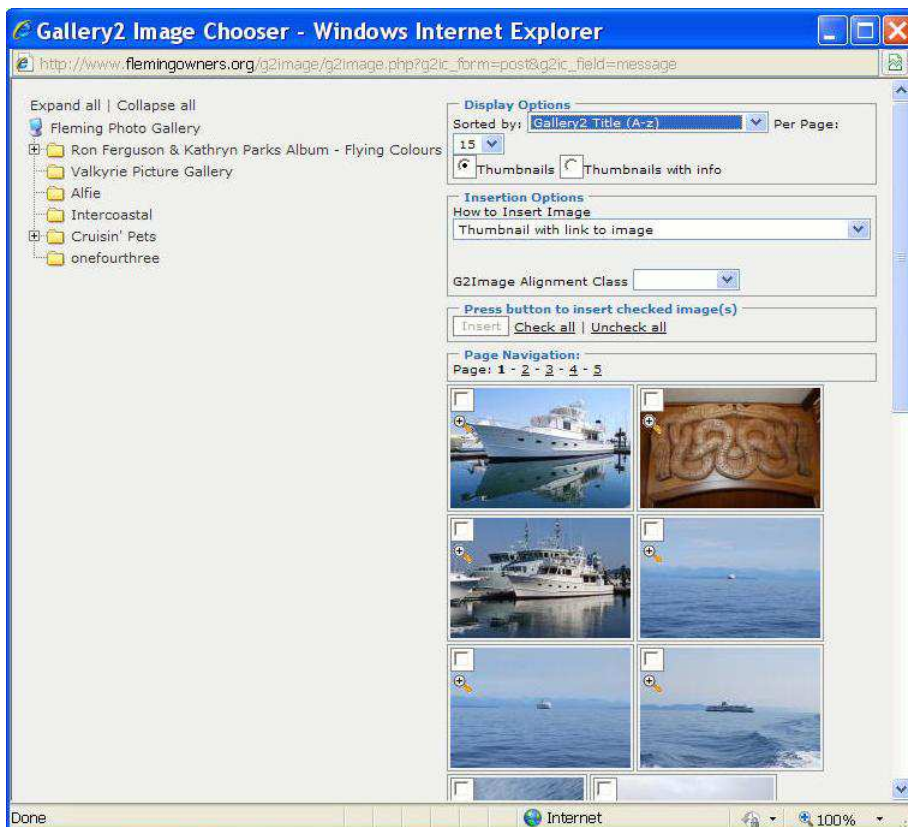 Gallery2 Image Chooser - Windows Internet Explorer
http://www.flemingowners.org/g2image/g2image.php?g2ic_form=post&g2ic_field=message
Expand all | Collapse all
Fleming Photo Gallery
Ron Ferguson & Kathryn Parks Album - Flying Colours
Valkyrie Picture Gallery
Alfie
Intercoastal
Cruisin' Pets
onefourthree
Display Options
Sorted by: Gallery2 Title (A-z) Per Page:
15
Thumbnails Thumbnails with info
Insertion Options
How to Insert Image
Thumbnail with link to image
G2Image Alignment Class
Press button to insert checked image(s)
Insert Check all | Uncheck all
Page Navigation:
Page: 1 - 2 - 3 - 4 - 5
Done Internet 100%